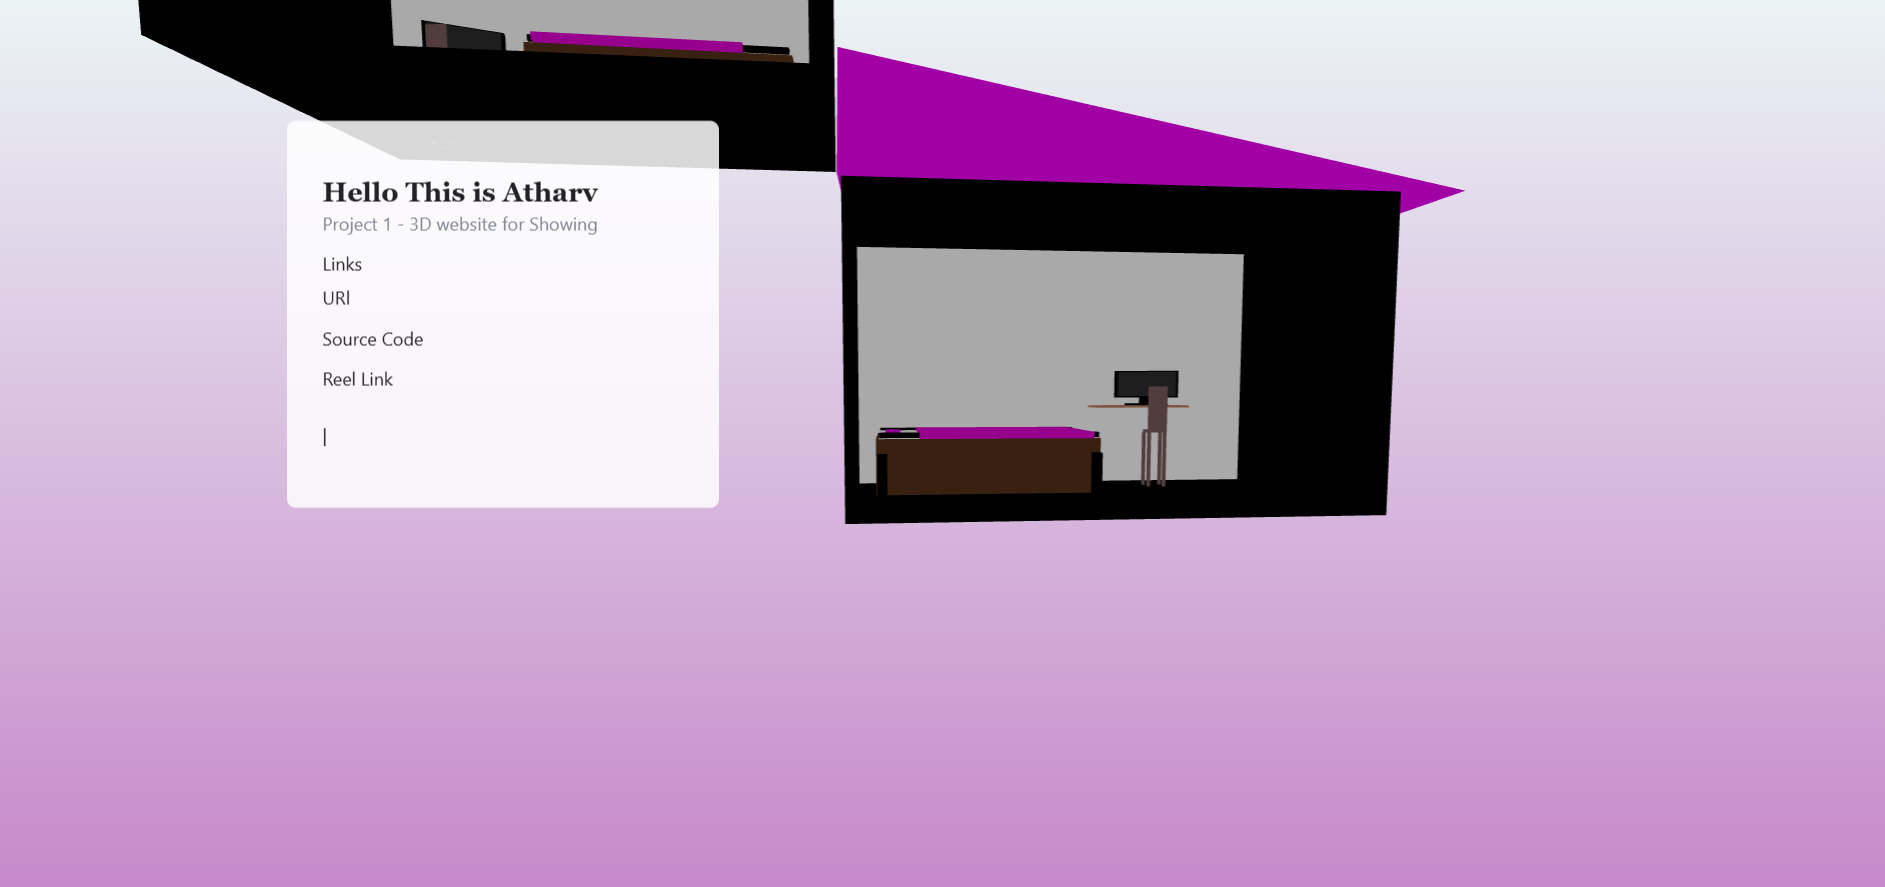 Hello This is Atharv
Project 1 - 3D website for Showing
Links
URl
Source Code
Reel Link